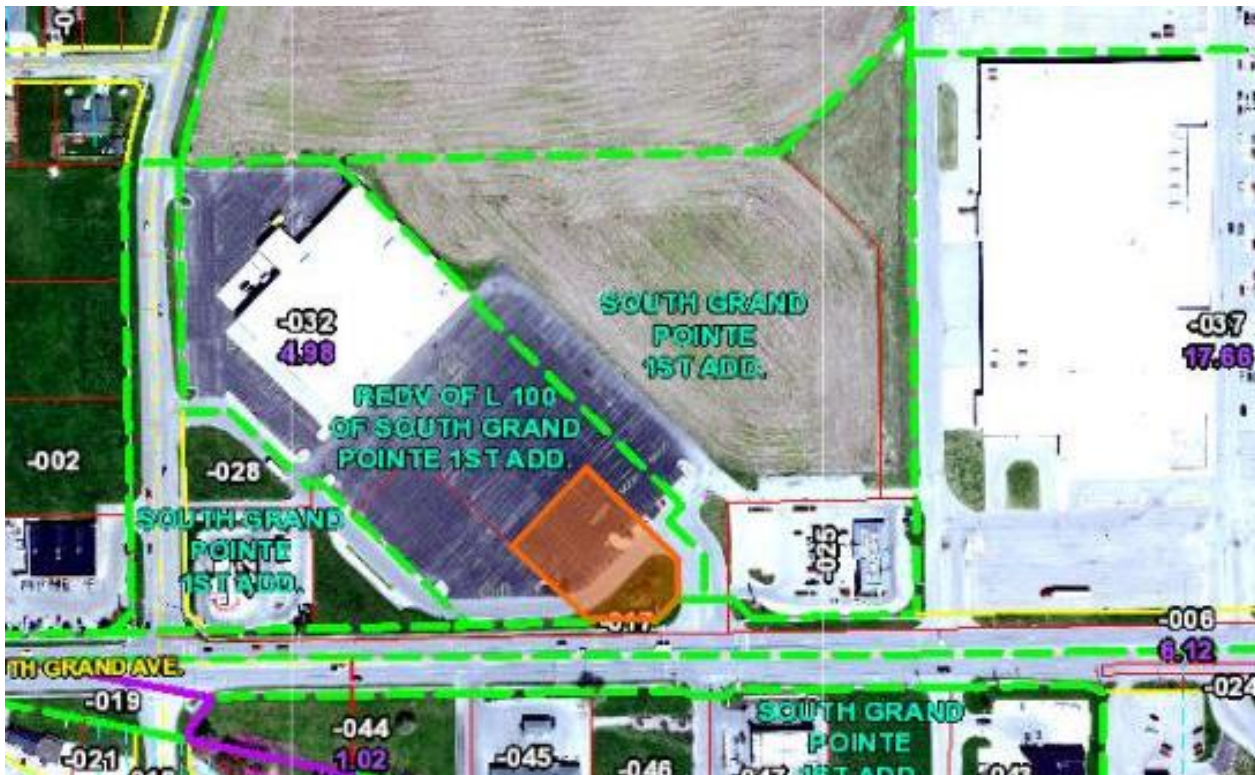 -032
4.98
SOUTH GRAND
POINTE
1ST ADD.
-037
17.66
REDV OF L 100
OF SOUTH GRAND
POINTE 1ST ADD.
-002
-028
SOUTH GRAND
POINTE
1ST ADD.
-025
-017
-006
6.12
TH GRAND AVE.
-019
-024
-044
1.02
SOUTH GRAND
POINTE
1ST ADD.
-021
-045
-046
-047